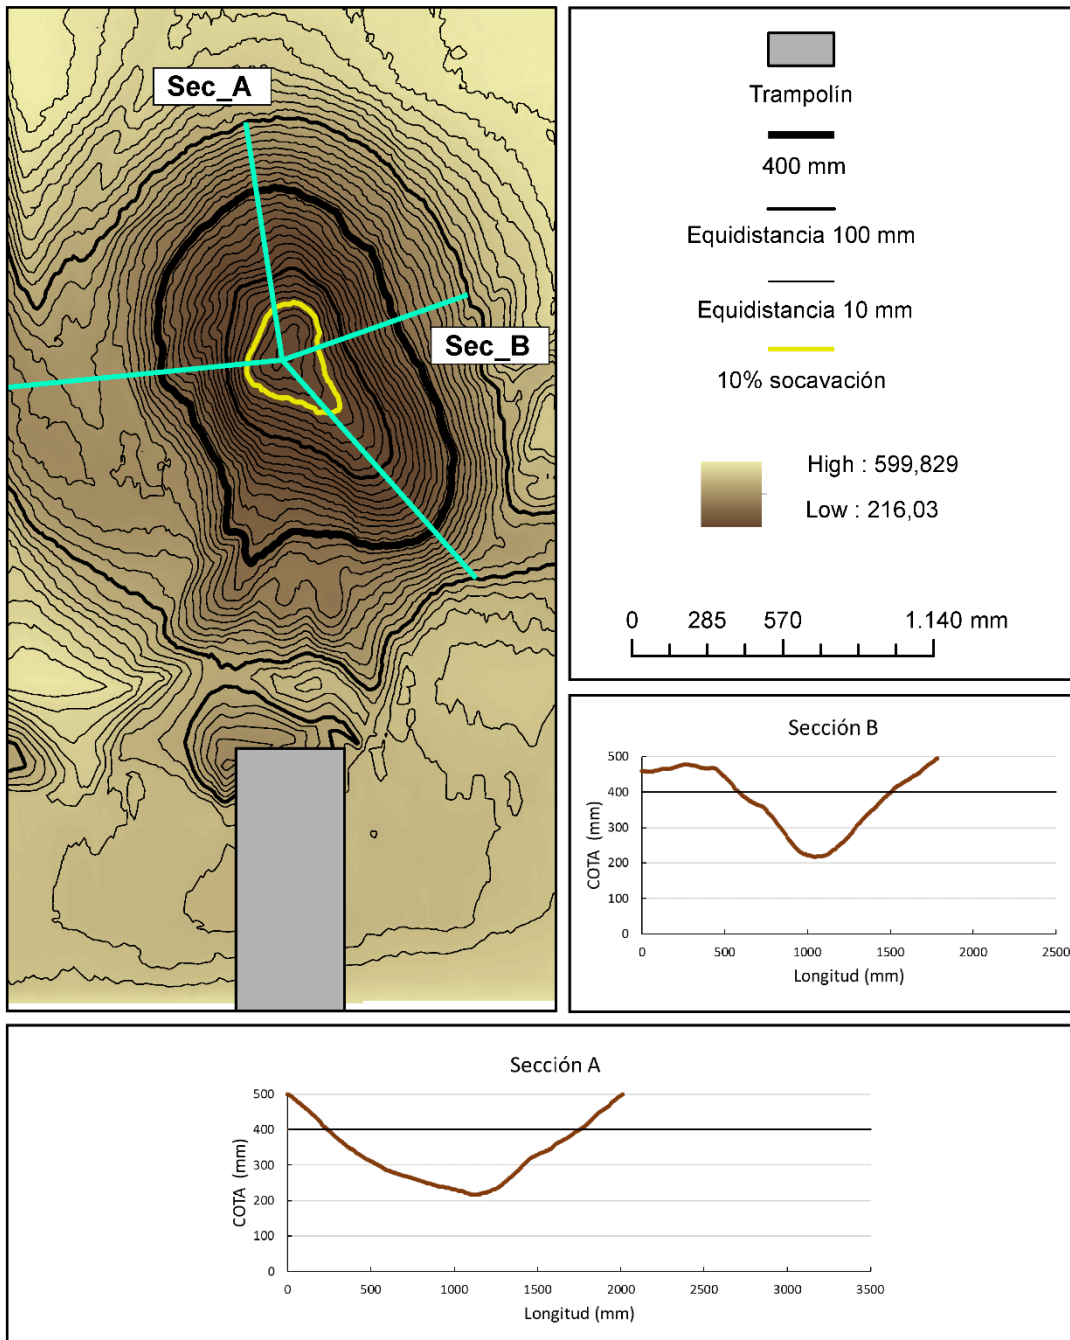 Sec_A
Sec_B
Trampolín
400 mm
Equidistancia 100 mm
Equidistancia 10 mm
10% socavación
High : 599,829
Low : 216,03
0 285 570 1.140 mm
Sección B
500
400
300
200
100
0
COTA (mm)
0 500 1000 1500 2000 2500
Longitud (mm)
Sección A
500
400
300
200
100
0
COTA (mm)
0 500 1000 1500 2000 2500 3000 3500
Longitud (mm)